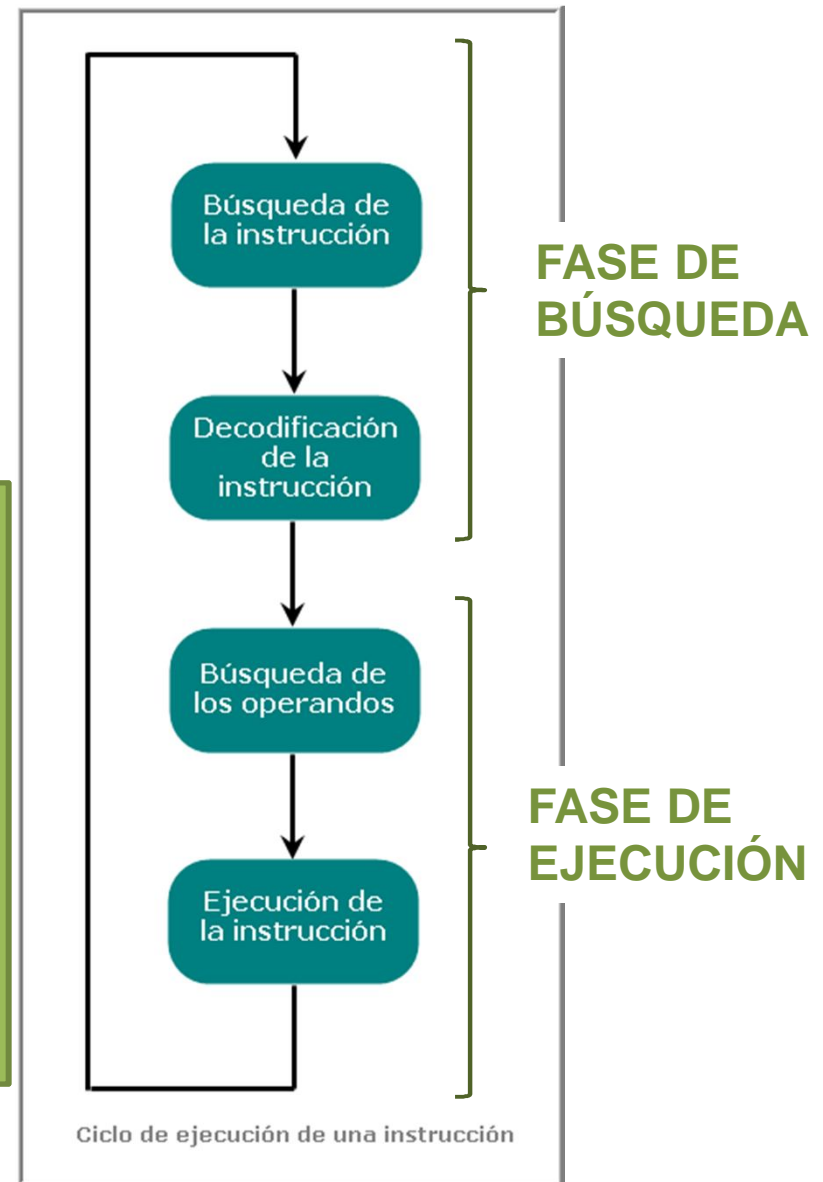 Búsqueda de
la instrucción
FASE DE
BÚSQUEDA
Decodificación
de la
instrucción
Búsqueda de
los operandos
FASE DE
EJECUCIÓN
Ejecución de
la instrucción
Ciclo de ejecución de una instrucción